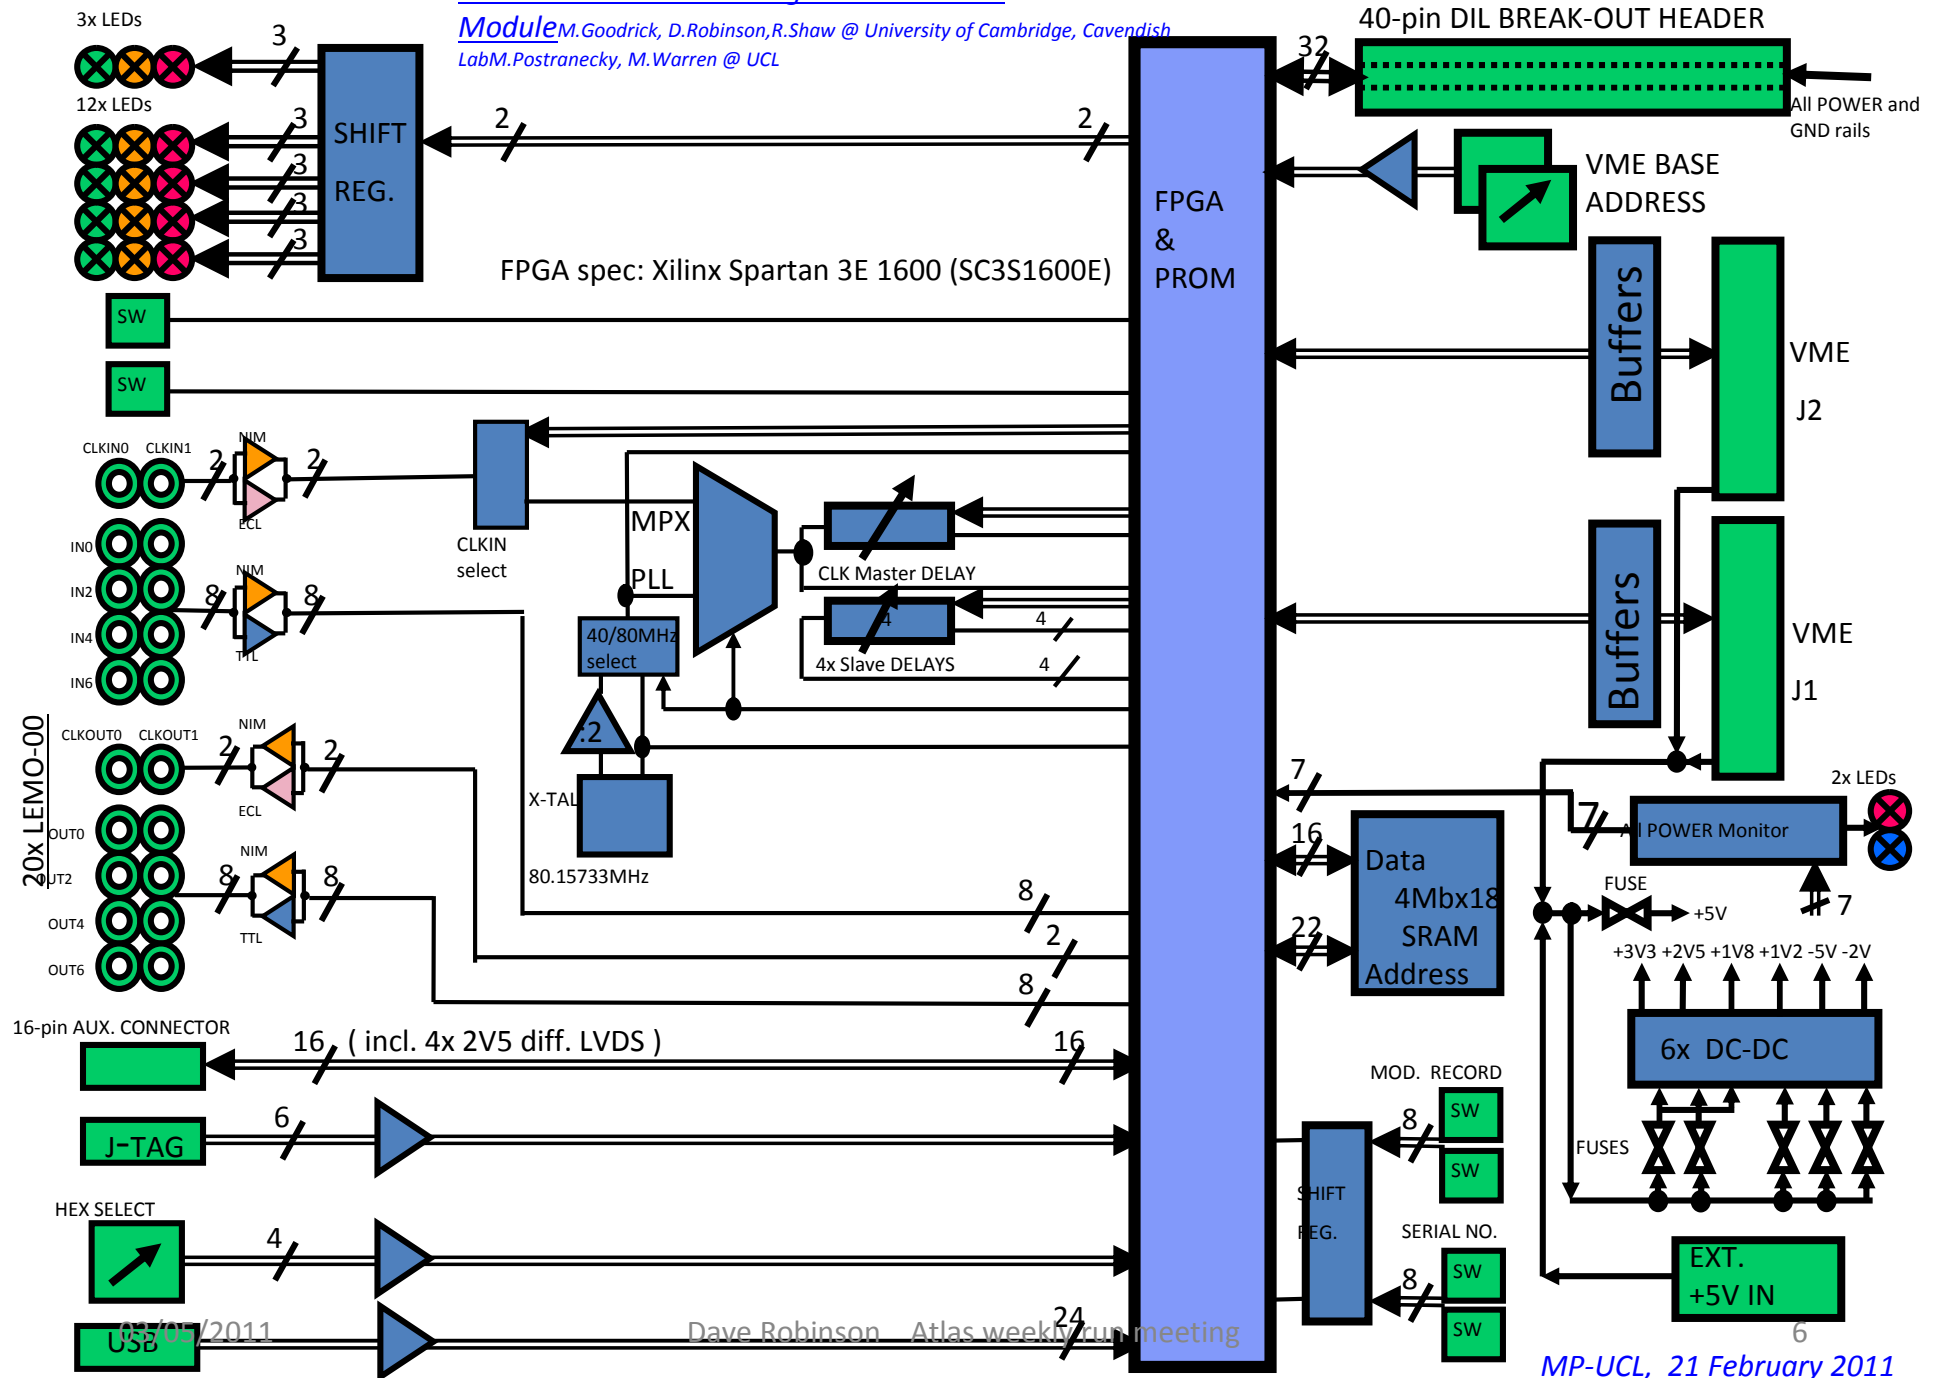 ModuleM.Goodrick, D.Robinson,R.Shaw @ University of Cambridge, Cavendish
LabM.Postranecky, M.Warren @ UCL
3x LEDs
3
12x LEDs
3
3
3
3
SHIFT
REG.
2
2
FPGA spec: Xilinx Spartan 3E 1600 (SC3S1600E)
FPGA
&
PROM
40-pin DIL BREAK-OUT HEADER
32
All POWER and
GND rails
VME BASE
ADDRESS
SW
SW
Buffers
VME
J2
CLKIN0 CLKIN1
2
NIM
ECL
2
CLKIN
select
MPX
PLL
CLK Master DELAY
4
4x Slave DELAYS
4
4
IN0
IN2
IN4
IN6
8
NIM
TTL
8
40/80MHz
select
:2
X-TAL
80.15733MHz
Buffers
VME
J1
20x LEMO-00
CLKOUT0 CLKOUT1
2
NIM
ECL
2
OUT0
OUT2
OUT4
OUT6
8
NIM
TTL
8
8
2
8
7
7
All POWER Monitor
2x LEDs
7
16
Data
4Mbx18
SRAM
22
Address
FUSE
+5V
+3V3 +2V5 +1V8 +1V2 -5V -2V
6x DC-DC
FUSES
EXT.
+5V IN
16-pin AUX. CONNECTOR
16 ( incl. 4x 2V5 diff. LVDS )
16
J-TAG
6
HEX SELECT
4
USB
24
MOD. RECORD
8
SW
SW
SHIFT
REG.
SERIAL NO.
8
SW
SW
03/05/2011
Dave Robinson Atlas weekly run meeting
6
MP-UCL, 21 February 2011